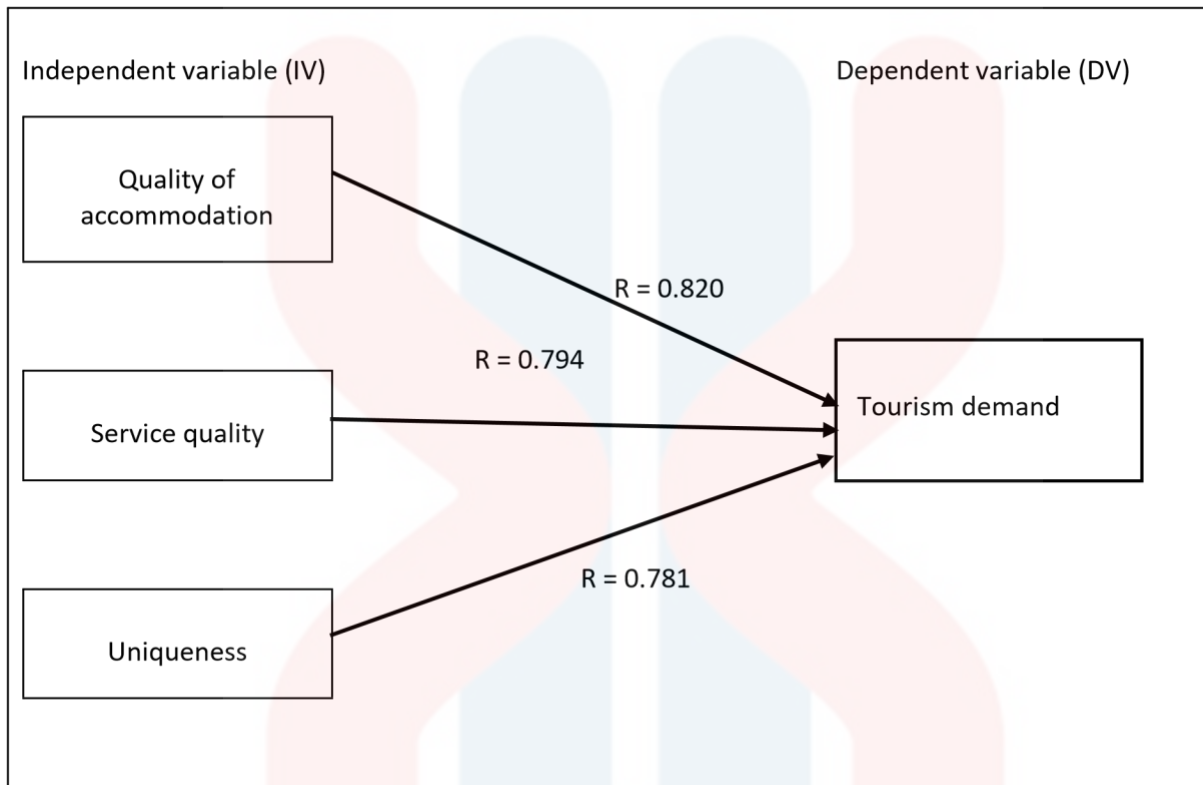 Independent variable (IV)
Dependent variable (DV)
Quality of
accommodation
R = 0.820
R = 0.794
Tourism demand
Service quality
R = 0.781
Uniqueness